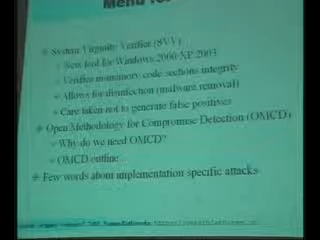 Menu for
System Virginity Verifier (SVV)
New tool for Windows 2000/XP/2003
Verifies in-memory code sections integrity
Allows for disinfection (malware removal)
Care taken not to generate false positives
Open Methodology for Compromise Detection (OMCD)
Why do we need OMCD?
OMCD outline
Few words about implementation specific attacks